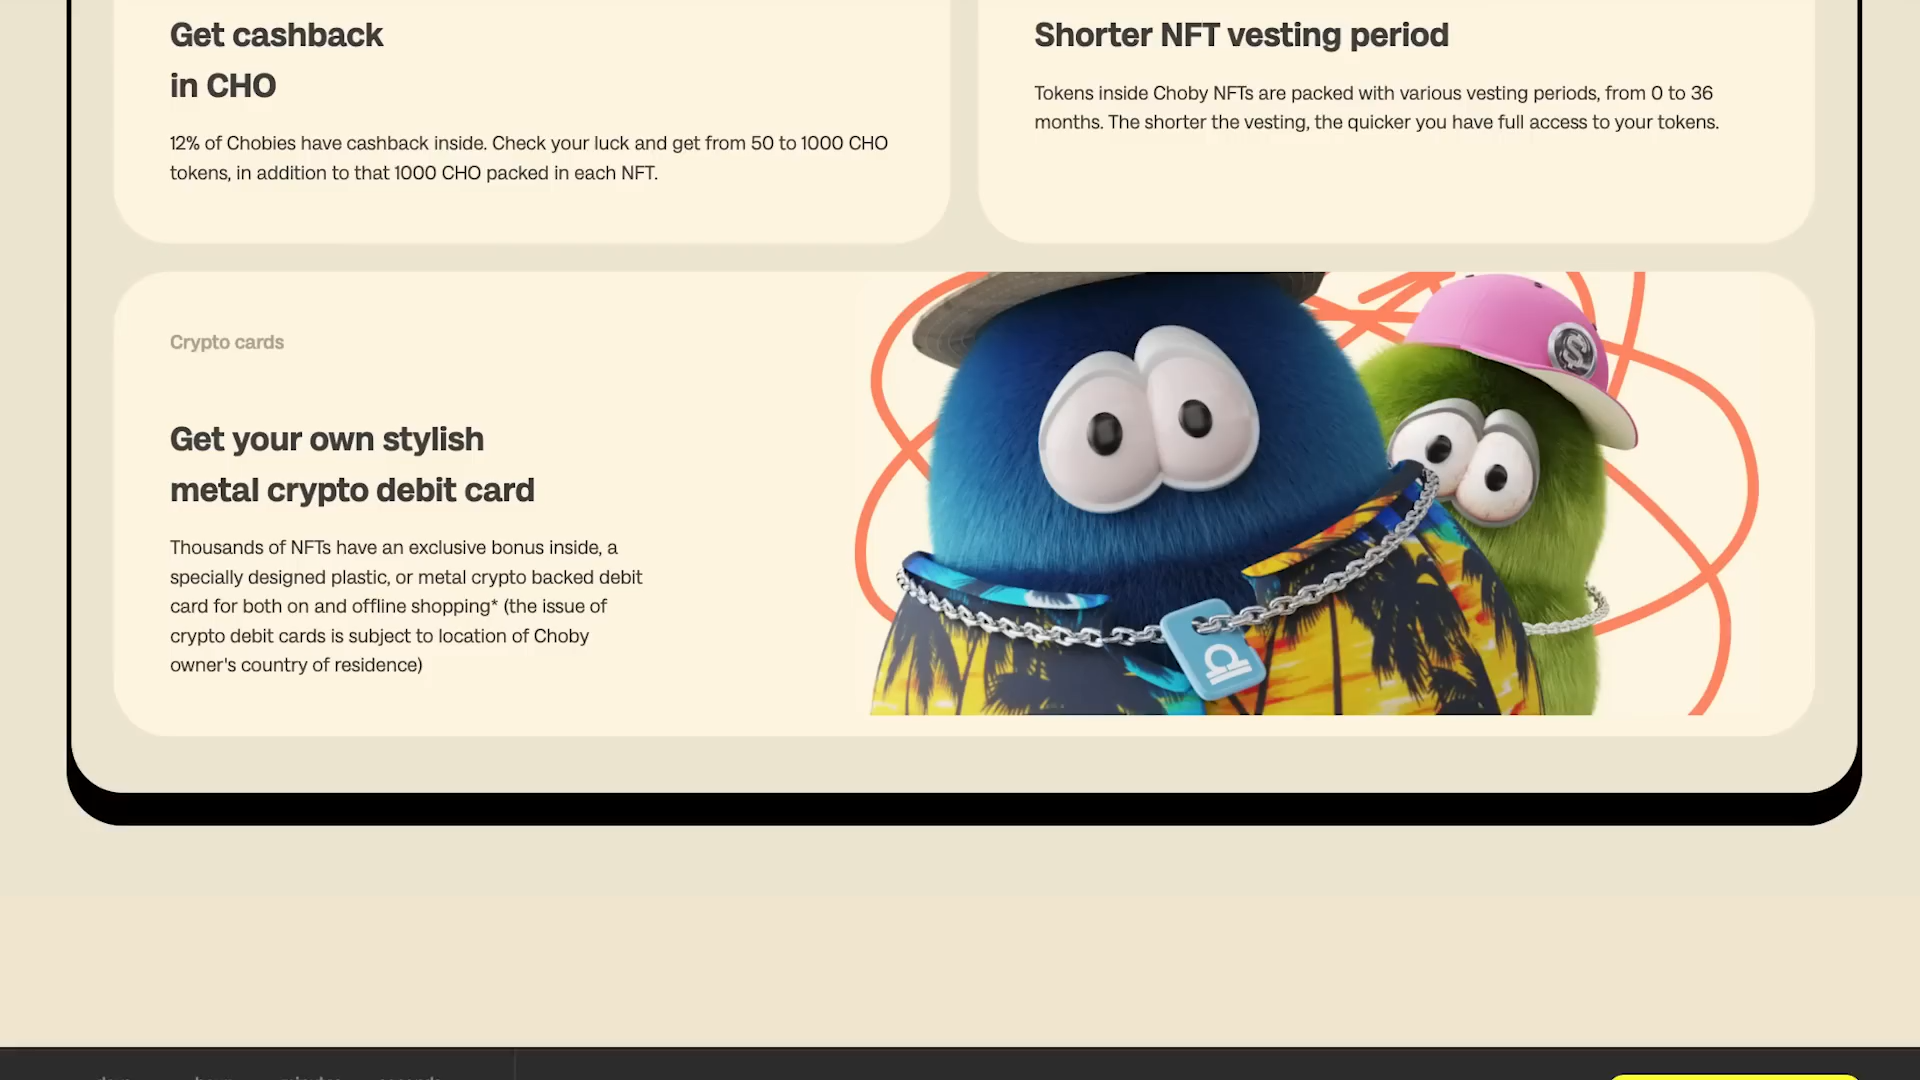 Get cashback
in CHO
12% of Chobies have cashback inside. Check your luck and get from 50 to 1000 CHO
tokens, in addition to that 1000 CHO packed in each NFT.
Shorter NFT vesting period
Tokens inside Choby NFTs are packed with various vesting periods, from 0 to 36
months. The shorter the vesting, the quicker you have full access to your tokens.
Crypto cards
Get your own stylish
metal crypto debit card
Thousands of NFTs have an exclusive bonus inside, a
specially designed plastic, or metal crypto backed debit
card for both on and offline shopping* (the issue of
crypto debit cards is subject to location of Choby
owner's country of residence)